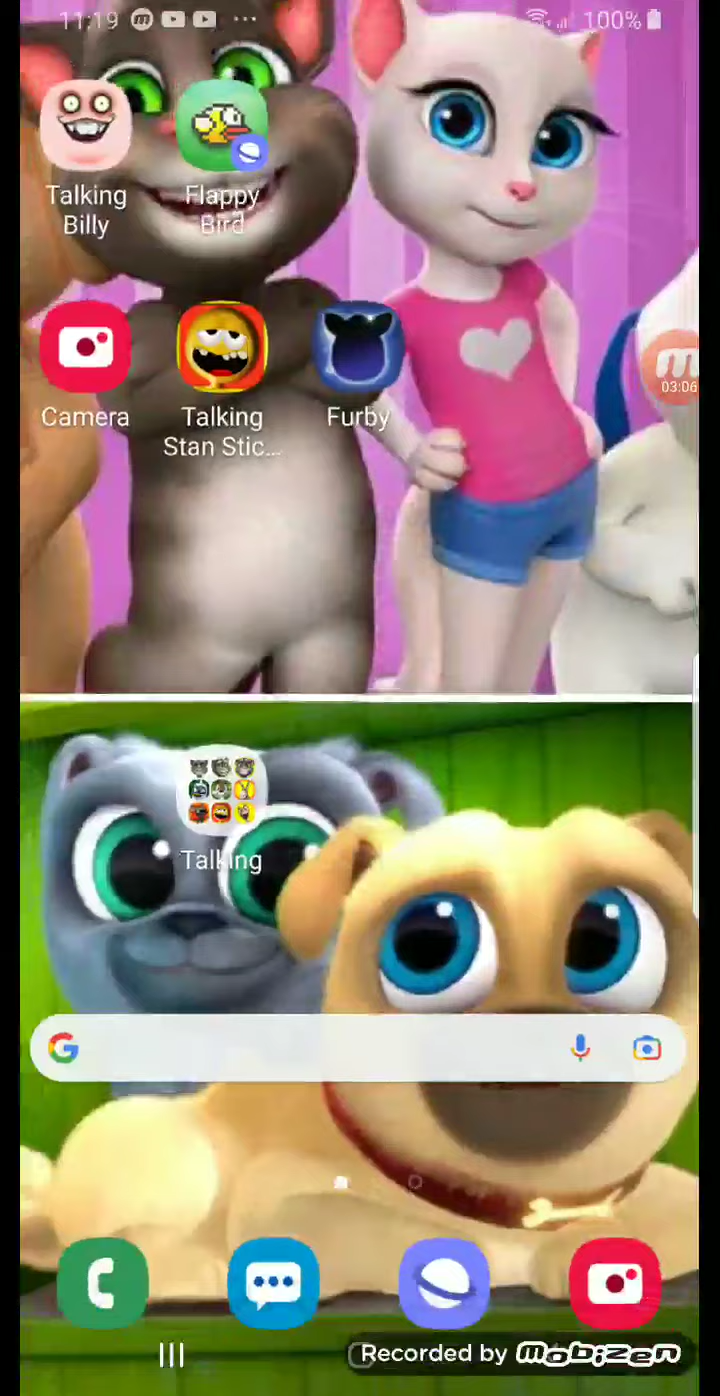 11:19
100%
Talking
Billy
Flappy
Bird
03:06
Camera
Talking
Stan Stic...
Furby
Talking
Recorded by Mobizen